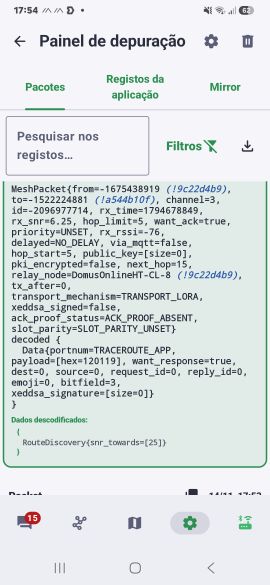 17:54
62
Painel de depuração
Pacotes
Registos da
aplicação
Mirror
Pesquisar nos
registos...
Filtros
MeshPacket{from=-1675438919 (!9c22d4b9),
to=-1522224881 (!a544b10f), channel=3,
id=-2096977714, rx_time=1794678849,
rx_snr=6.25, hop_limit=5, want_ack=true,
priority=UNSET, rx_rssi=-76,
delayed=NO_DELAY, via_mqtt=false,
hop_start=5, public_key=[size=0],
pki_encrypted=false, next_hop=15,
relay_node=DomusOnlineHT-CL-8 (!9c22d4b9)
tx_after=0,
transport_mechanism=TRANSPORT_LORA,
xeddsa_signed=false,
ack_proof_status=ACK_PROOF_ABSENT,
slot_parity=SLOT_PARITY_UNSET}
decoded {
Data{portnum=TRACEROUTE_APP,
payload=[hex=120119], want_response=true,
dest=0, source=0, request_id=0, reply_id=0,
emoji=0, bitfield=3,
xeddsa_signature=[size=0]}
}
Dados descodificados:
{
RouteDiscovery{snr_towards=[25]}
}
15